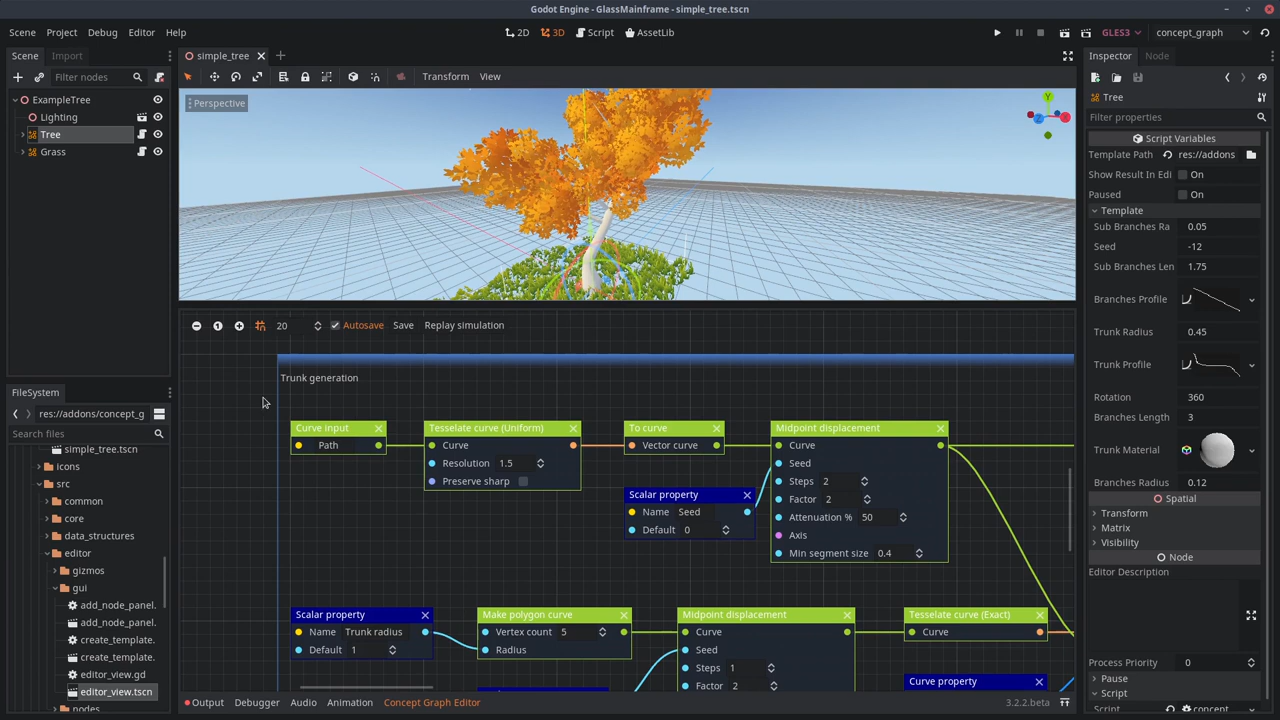 Godot Engine - GlassMainframe - simple_tree.tscn
Scene Project Debug Editor Help
2D 3D Script AssetLib
GLES3 concept_graph
Scene Import
Filter nodes
ExampleTree
Lighting
Tree
Grass
simple_tree
Transform View
Perspective
Y
X
Z
20 Autosave Save Replay simulation
Trunk generation
Curve input
Path
Tesselate curve (Uniform)
Curve
Resolution 1.5
Preserve sharp
To curve
Vector curve
Midpoint displacement
Curve
Seed
Steps 2
Factor 2
Attenuation % 50
Axis
Min segment size 0.4
Scalar property
Name Seed
Default 0
Scalar property
Name Trunk radius
Default 1
Make polygon curve
Vertex count 5
Radius
Midpoint displacement
Curve
Seed
Steps 1
Factor 2
Tesselate curve (Exact)
Curve
Curve property
Output Debugger Audio Animation Concept Graph Editor
3.2.2.beta
FileSystem
res://addons/concept_g
Search files
simple_tree.tscn
icons
src
common
core
data_structures
editor
gizmos
gui
add_node_panel.
add_node_panel.
create_template.
create_template.
editor_view.gd
editor_view.tscn
nodes
Inspector Node
Tree
Filter properties
Script Variables
Template Path res://addons
Show Result In Edi On
Paused On
Template
Sub Branches Ra 0.05
Seed -12
Sub Branches Len 1.75
Branches Profile
Trunk Radius 0.45
Trunk Profile
Rotation 360
Branches Length 3
Trunk Material
Branches Radius 0.12
Spatial
Transform
Matrix
Visibility
Node
Editor Description
Process Priority 0
Pause
Script
Script concept